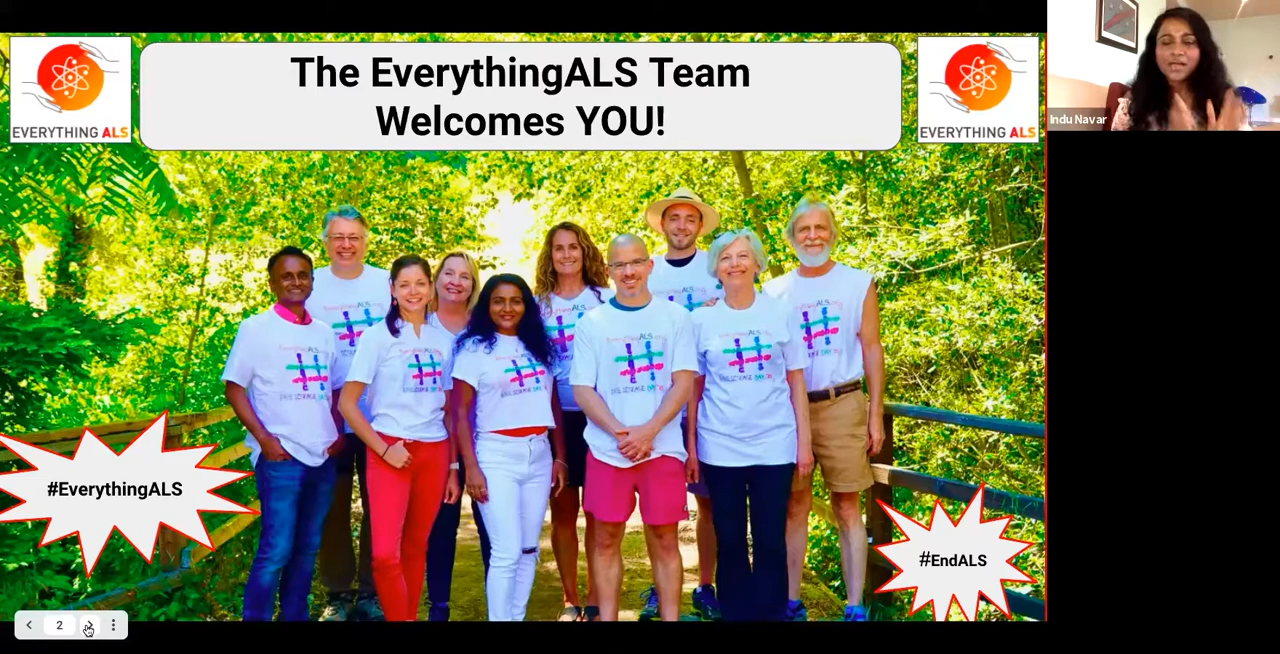 The EverythingALS Team
Welcomes YOU!
EVERYTHING ALS
EVERYTHING ALS
Indu Navar
#EverythingALS
#EndALS
2